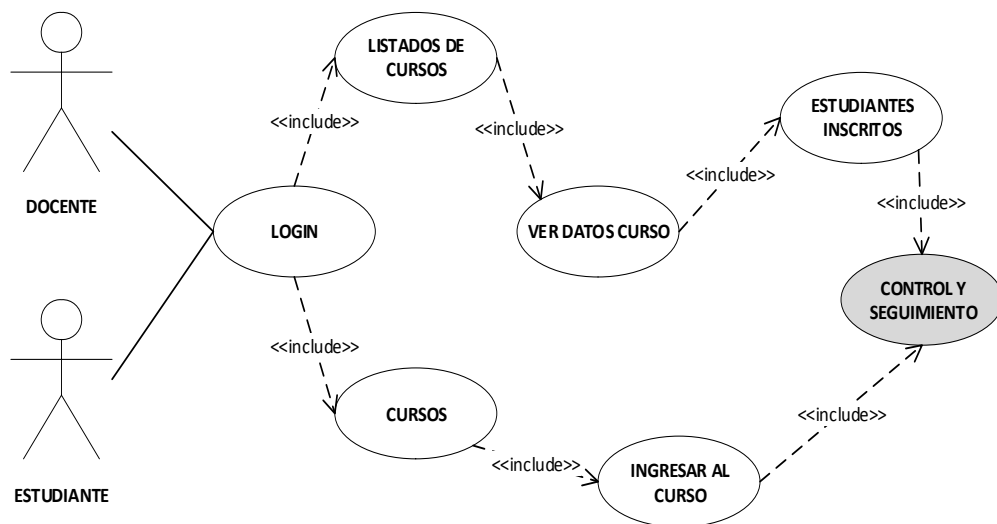 LISTADOS DE
CURSOS
<<include>>
<<include>>
ESTUDIANTES
INSCRITOS
<<include>>
<<include>>
DOCENTE
LOGIN
VER DATOS CURSO
CONTROL Y
SEGUIMIENTO
<<include>>
CURSOS
<<include>>
<<include>>
INGRESAR AL
CURSO
ESTUDIANTE